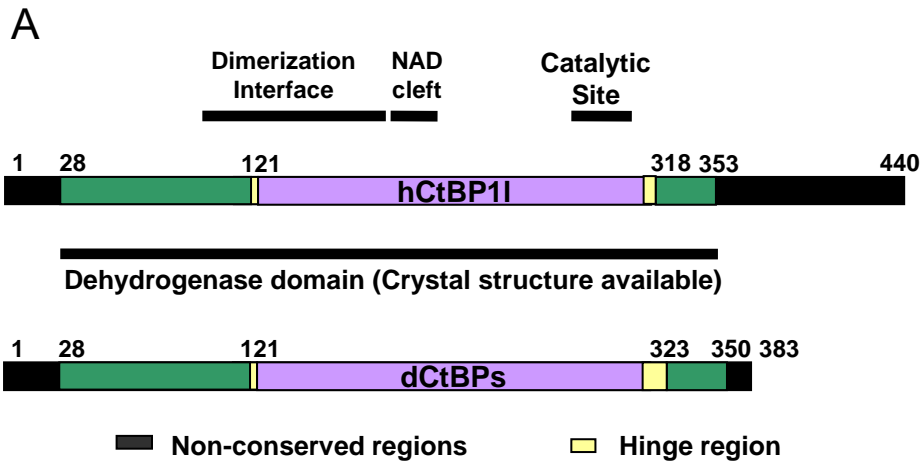 A
Dimerization
Interface
NAD
cleft
Catalytic
Site
1 28 121 318 353 440
hCtBP1l
Dehydrogenase domain (Crystal structure available)
1 28 121 323 350 383
dCtBPs
Non-conserved regions Hinge region